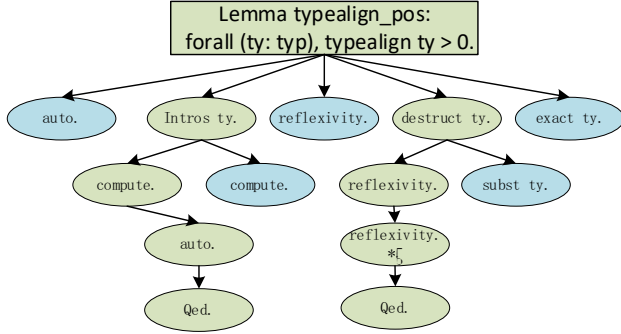 Lemma typealign_pos:
forall (ty: typ), typealign ty > 0.
auto.
Intros ty.
reflexivity.
destruct ty.
exact ty.
compute.
compute.
reflexivity.
subst ty.
auto.
reflexivity.
*5
Qed.
Qed.